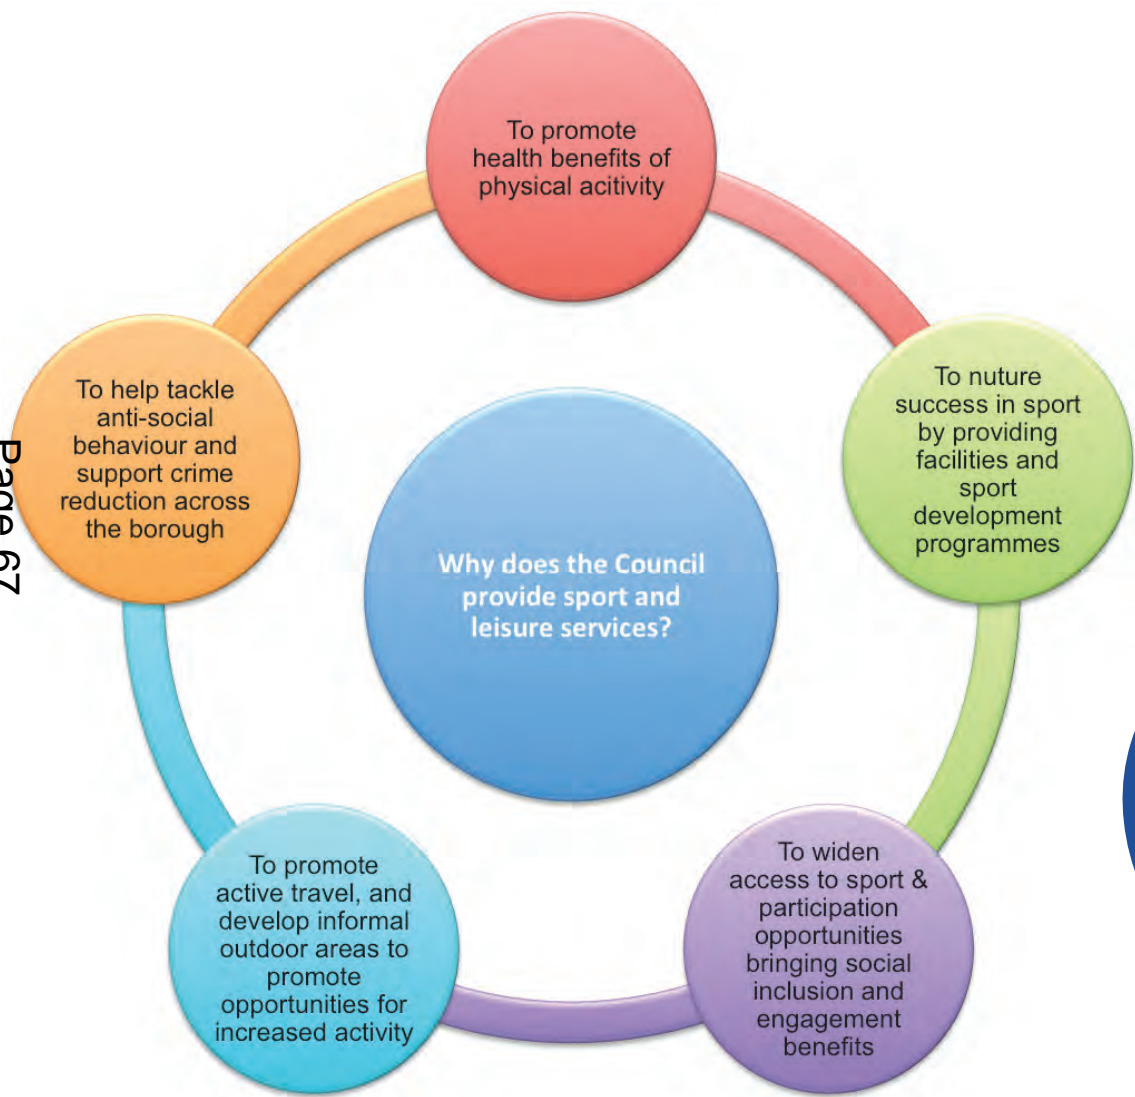 To promote
health benefits of
physical acitivity
To nuture
success in sport
by providing
facilities and
sport
development
programmes
To widen
access to sport &
participation
opportunities
bringing social
inclusion and
engagement
benefits
To promote
active travel, and
develop informal
outdoor areas to
promote
opportunities for
increased activity
To help tackle
anti-social
behaviour and
support crime
reduction across
the borough
Why does the Council
provide sport and
leisure services?
Page 67